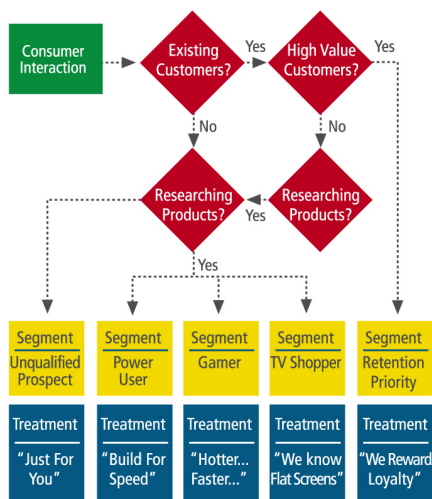 Consumer
Interaction
Existing
Customers?
Yes
High Value
Customers?
Yes
No
No
Researching
Products?
Yes
Researching
Products?
Yes
Segment
Unqualified
Prospect
Segment
Power
User
Segment
Gamer
Segment
TV Shopper
Segment
Retention
Priority
Treatment
“Just For
You”
Treatment
“Build For
Speed”
Treatment
“Hotter...
Faster...”
Treatment
“We know
Flat Screens”
Treatment
“We Reward
Loyalty”